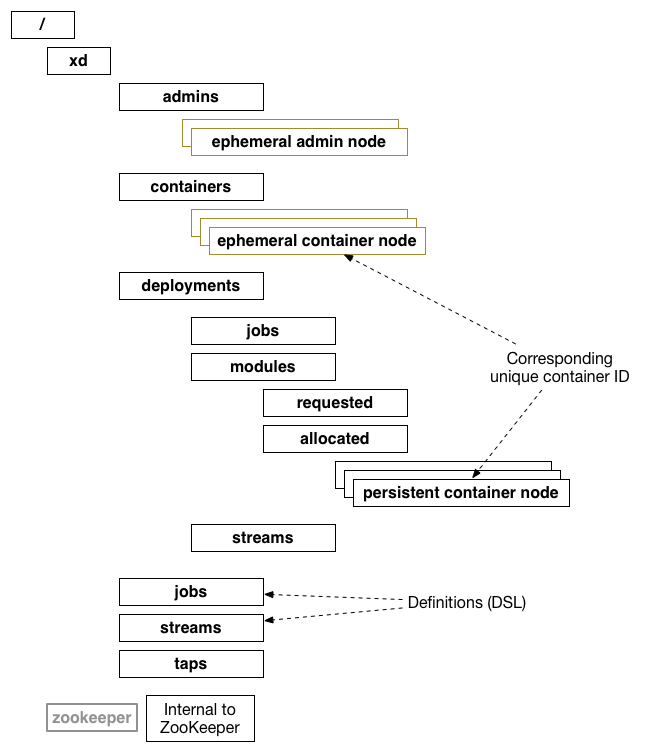 /
xd
admins
ephemeral admin node
containers
ephemeral container node
deployments
jobs
modules
Corresponding
unique container ID
requested
allocated
persistent container node
streams
jobs
Definitions (DSL)
streams
taps
zookeeper
Internal to
ZooKeeper